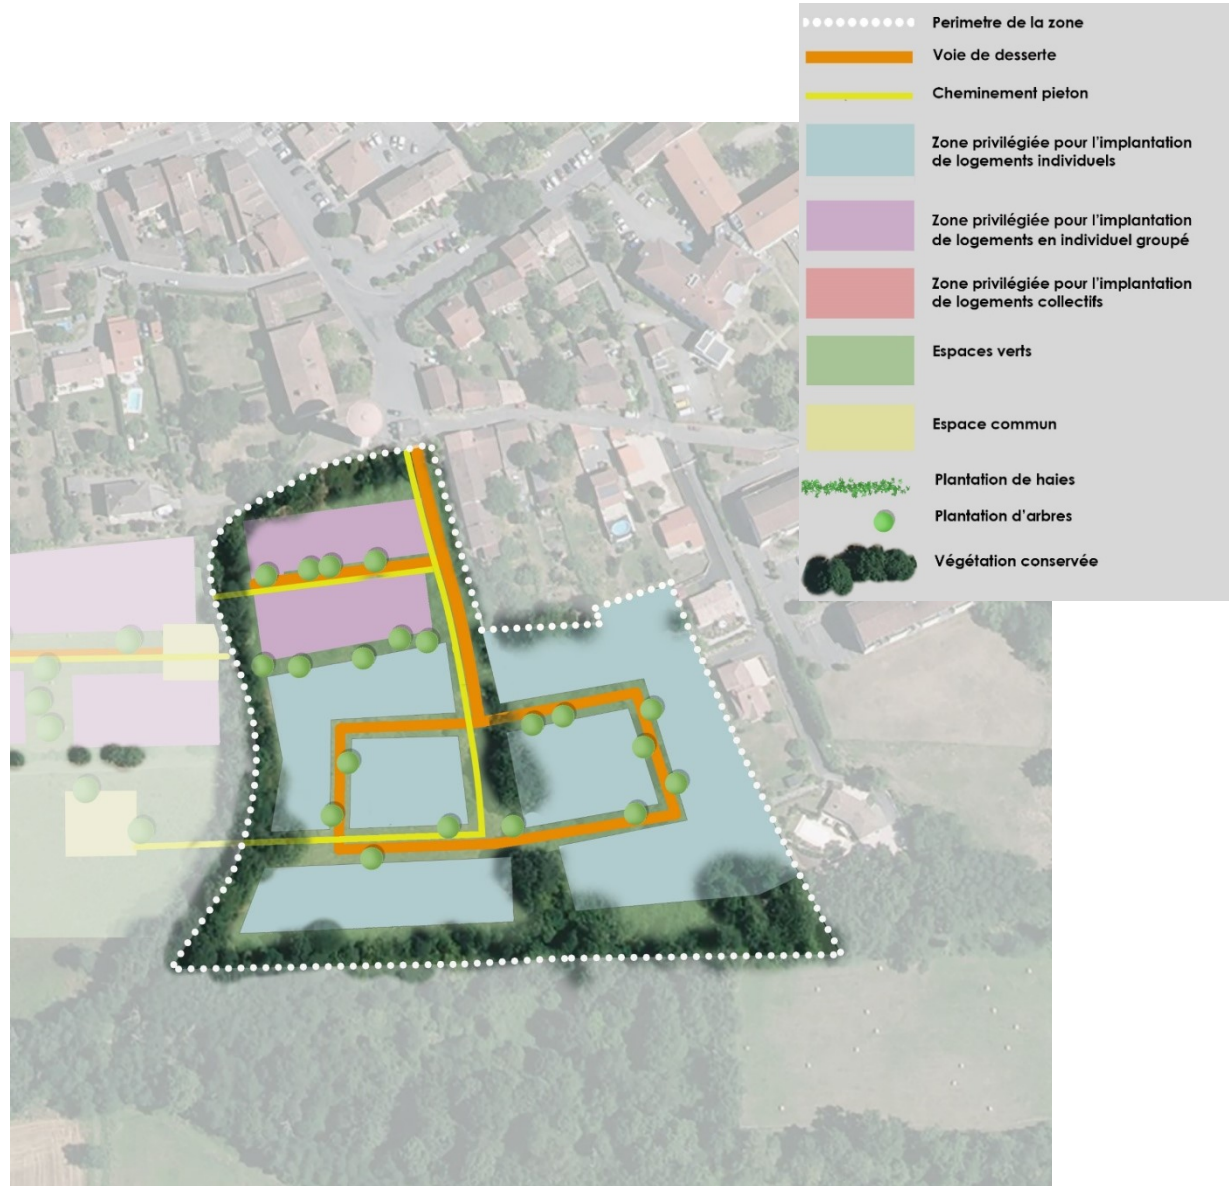 Perimetre de la zone
Voie de desserte
Cheminement pieton
Zone privilégiée pour l'implantation
de logements individuels
Zone privilégiée pour l'implantation
de logements en individuel groupé
Zone privilégiée pour l'implantation
de logements collectifs
Espaces verts
Espace commun
Plantation de haies
Plantation d'arbres
Végétation conservée